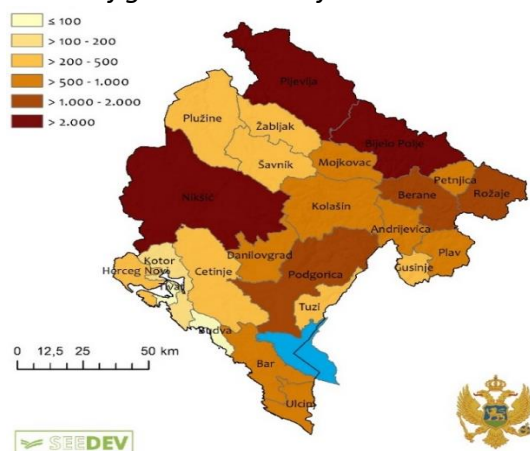 ≤ 100
> 100 - 200
> 200 - 500
> 500 - 1.000
> 1.000 - 2.000
> 2.000
Pljevlja
Plužine
Žabljak
Bijelo Polje
Šavnik
Mojkovac
Petnjica
Nikšić
Berane
Rožaje
Kolašin
Andrijevica
Kotor
Danilovgrad
Plav
Herceg Novi
Cetinje
Podgorica
Gusinje
Tivat
Tuzi
Budva
0 12,5 25 50 km
Bar
Ulcinj
SEEDEV